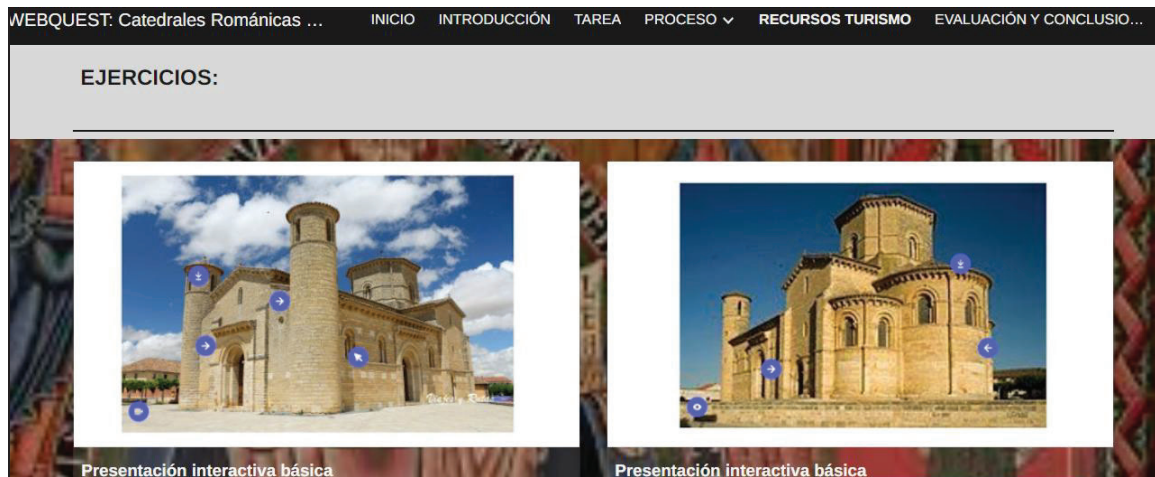 WEBQUEST: Catedrales Románicas ... INICIO INTRODUCCIÓN TAREA PROCESO RECURSOS TURISMO EVALUACIÓN Y CONCLUSIO...
EJERCICIOS:
Presentación interactiva básica Presentación interactiva básica